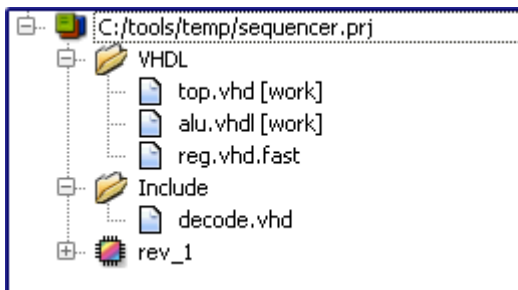 C:/tools/temp/sequencer.prj
VHDL
top.vhd [work]
alu.vhdl [work]
reg.vhd.fast
Include
decode.vhd
rev_1